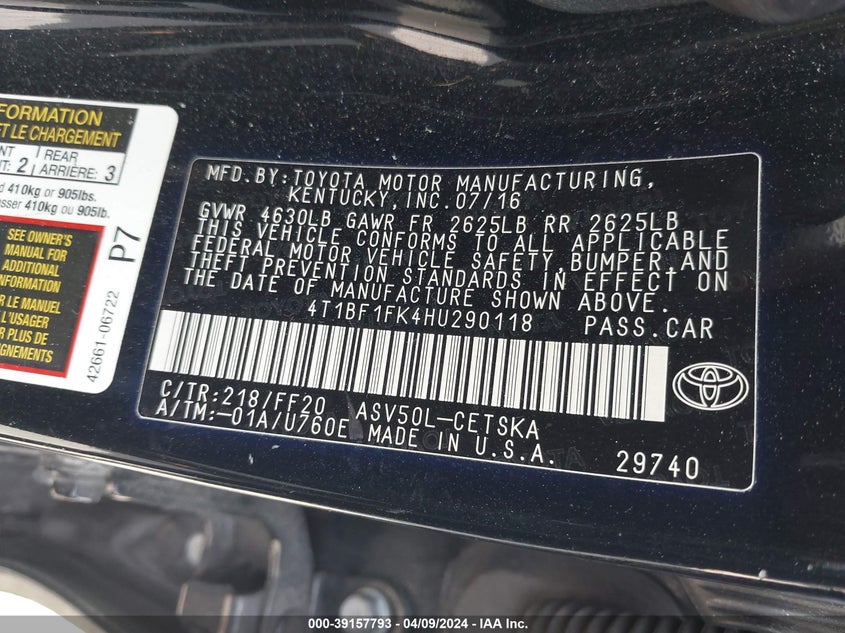 FORMATION
ET LE CHARGEMENT
NT : 2 | REAR
ARRIÈRE: 3
d 410kg or 905lbs.
sser 410kg ou 905lb.
SEE OWNER'S
MANUAL FOR
ADDITIONAL
INFORMATION
R LE MANUEL
L'USAGER
UR PLUS DE
GNEMENTS
P7
42661-06722
MFD.BY:TOYOTA MOTOR MANUFACTURING,
KENTUCKY,INC.07/16
GVWR 4630LB GAWR FR 2625LB RR 2625LB
THIS VEHICLE CONFORMS TO ALL APPLICABLE
FEDERAL MOTOR VEHICLE SAFETY,BUMPER,AND
THEFT PREVENTION STANDARDS IN EFFECT ON
THE DATE OF MANUFACTURE SHOWN ABOVE.
4T1BF1FK4HU290118 PASS.CAR
C/TR:218/FF20 ASV50L-CETSKA
A/TM:-01A/U760E MADE IN U.S.A.
29740
000-39157793 - 04/09/2024 - IAA Inc.